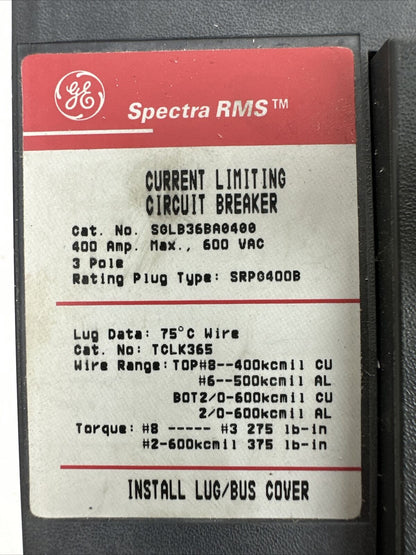 GE
Spectra RMS™
CURRENT LIMITING
CIRCUIT BREAKER
Cat. No. SGLB36BA0400
400 Amp. Max., 600 VAC
3 Pole
Rating Plug Type: SRPG400B
Lug Data: 75°C Wire
Cat. No: TCLK365
Wire Range: TOP#8--400kcmil CU
#6--500kcmil AL
BOT2/0-600kcmil CU
2/0-600kcmil AL
Torque: #8 ----- #3 275 lb-in
#2-600kcmil 375 lb-in
INSTALL LUG/BUS COVER